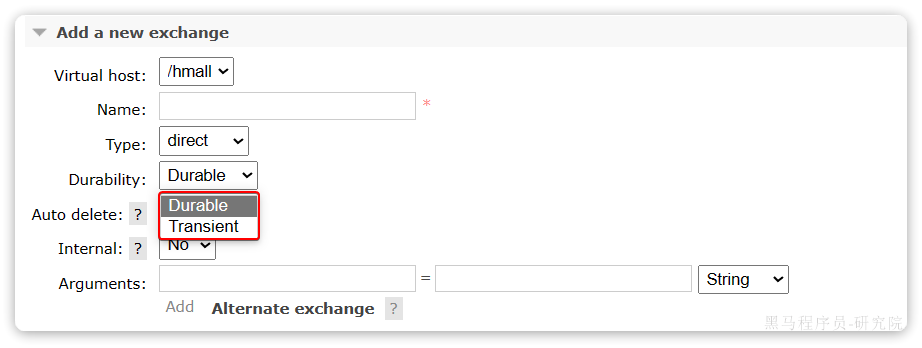 Add a new exchange
Virtual host: /hmall
Name: *
Type: direct
Durability: Durable
Durable
Auto delete: ?
Transient
Internal: ? No
Arguments: = String
Add Alternate exchange ?
黑马程序员-研究院